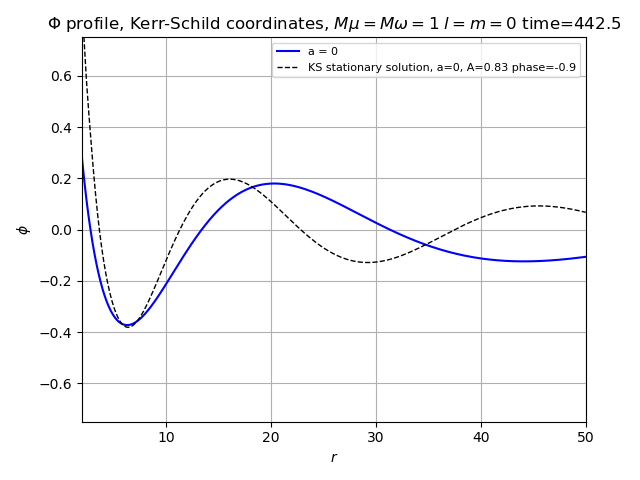 Φ profile, Kerr-Schild coordinates, Mμ = Mω = 1 l = m = 0 time=442.5
a = 0
KS stationary solution, a=0, A=0.83 phase=-0.9
0.6
0.4
0.2
0.0
−0.2
−0.4
−0.6
ϕ
10
20
30
40
50
r